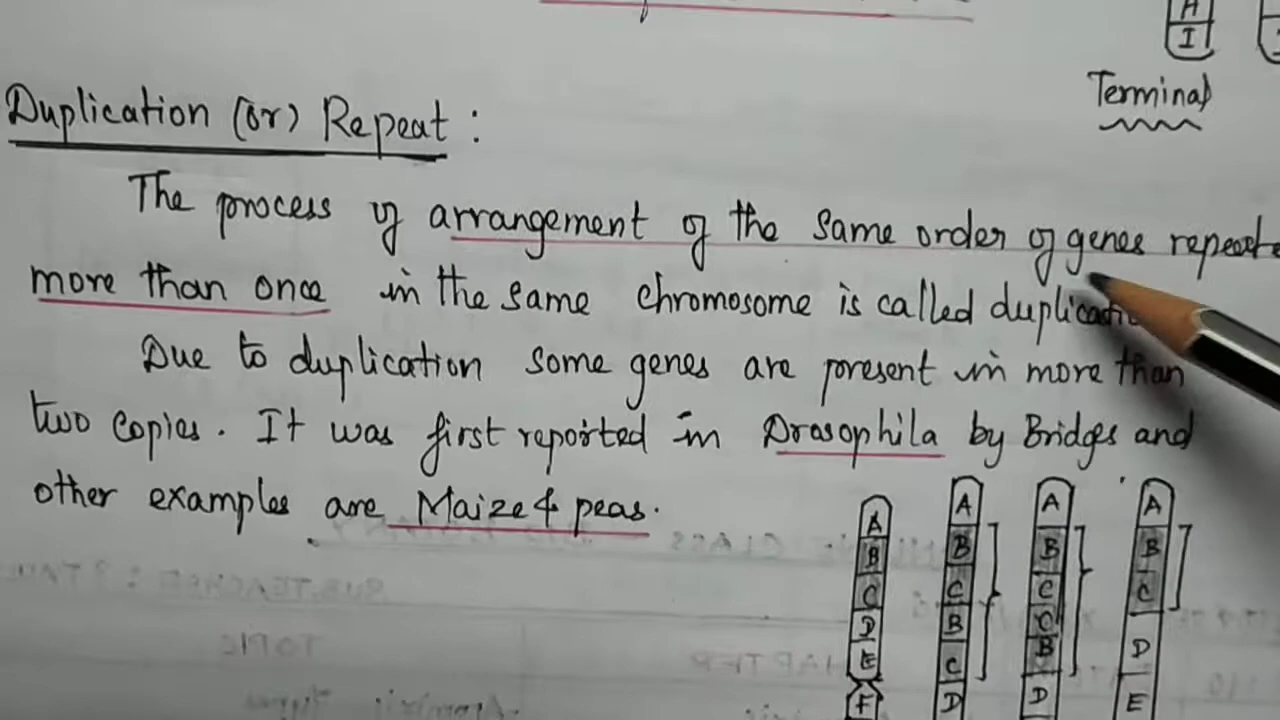 H
I
Terminal
Duplication (or) Repeat :
The process of arrangement of the same order of genes repeats
more than once in the same chromosome is called duplication
Due to duplication some genes are present in more than
two copies. It was first reported in Drosophila by Bridges and
other examples are Maize & peas.
A A A A
B B B B
C C C C
D B C D
E C B E
F D D